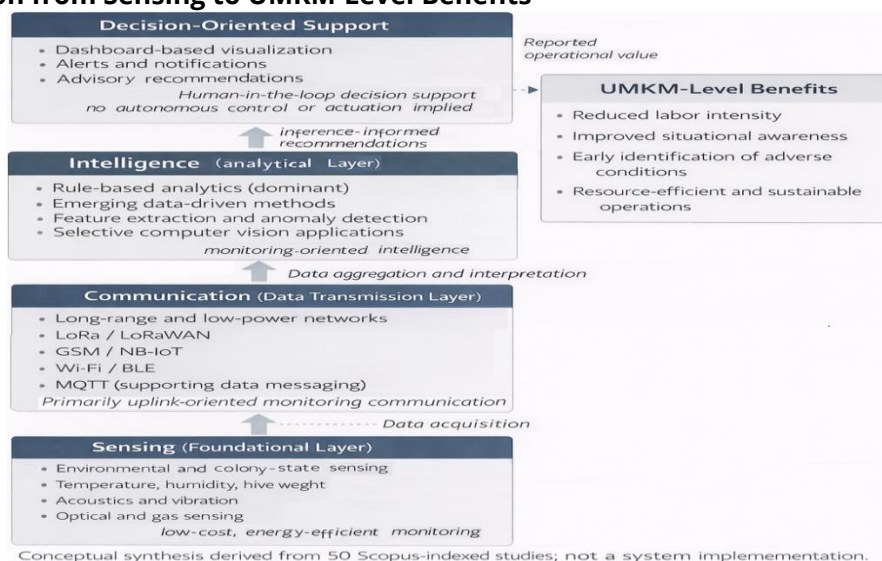 on from Sensing to UMKM-Level Benefits
Decision-Oriented Support
• Dashboard-based visualization
• Alerts and notifications
• Advisory recommendations
Human-in-the-loop decision support
no autonomous control or actuation implied
Reported
operational value
UMKM-Level Benefits
• Reduced labor intensity
• Improved situational awareness
• Early identification of adverse
conditions
• Resource-efficient and sustainable
operations
inference-informed
recommendations
Intelligence (analytical Layer)
• Rule-based analytics (dominant)
• Emerging data-driven methods
• Feature extraction and anomaly detection
• Selective computer vision applications
monitoring-oriented intelligence
Data aggregation and interpretation
Communication (Data Transmission Layer)
• Long-range and low-power networks
• LoRa / LoRaWAN
• GSM / NB-IoT
• Wi-Fi / BLE
• MQTT (supporting data messaging)
Primarily uplink-oriented monitoring communication
Data acquisition
Sensing (Foundational Layer)
• Environmental and colony-state sensing
• Temperature, humidity, hive weght
• Acoustics and vibration
• Optical and gas sensing
low-cost, energy-efficient monitoring
Conceptual synthesis derived from 50 Scopus-indexed studies; not a system implemementation.